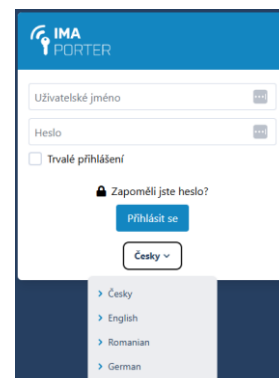 IMA
PORTER
Uživatelské jméno
Heslo
Trvalé přihlášení
Zapoměli jste heslo?
Přihlásit se
Česky
Česky
English
Romanian
German